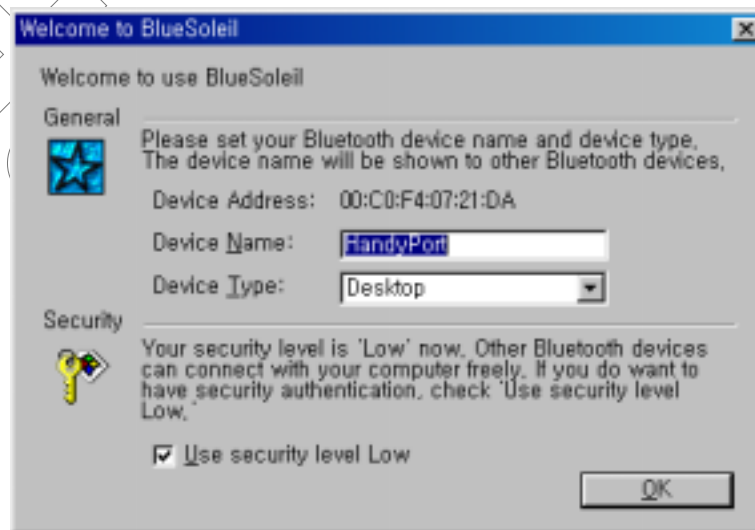 Welcome to BlueSoleil
Welcome to use BlueSoleil
General
Please set your Bluetooth device name and device type,
The device name will be shown to other Bluetooth devices,
Device Address: 00:C0:F4:07:21:DA
Device Name: HandyPort
Device Type: Desktop
Security
Your security level is 'Low' now, Other Bluetooth devices
can connect with your computer freely, If you do want to
have security authentication, check 'Use security level
Low,'
Use security level Low
OK